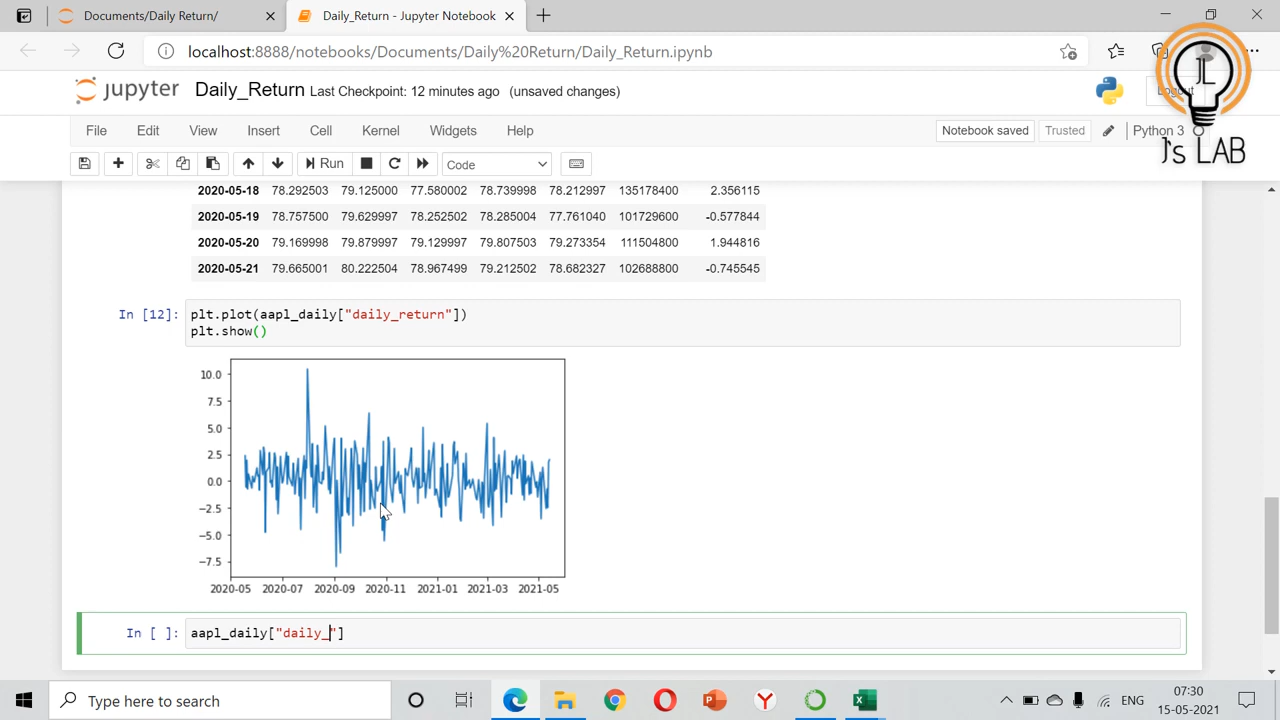 Documents/Daily Return/
Daily_Return - Jupyter Notebook
localhost:8888/notebooks/Documents/Daily%20Return/Daily_Return.ipynb
jupyter Daily_Return Last Checkpoint: 12 minutes ago (unsaved changes)
Logout
JL
J's LAB
File Edit View Insert Cell Kernel Widgets Help
Notebook saved Trusted Python 3
Run Code
2020-05-18 78.292503 79.125000 77.580002 78.739998 78.212997 135178400 2.356115
2020-05-19 78.757500 79.629997 78.252502 78.285004 77.761040 101729600 -0.577844
2020-05-20 79.169998 79.879997 79.129997 79.807503 79.273354 111504800 1.944816
2020-05-21 79.665001 80.222504 78.967499 79.212502 78.682327 102688800 -0.745545
In [12]: plt.plot(aapl_daily["daily_return"])
plt.show()
10.0
7.5
5.0
2.5
0.0
−2.5
−5.0
−7.5
2020-05 2020-07 2020-09 2020-11 2021-01 2021-03 2021-05
In [ ]: aapl_daily["daily_"]
Type here to search
ENG
07:30
15-05-2021